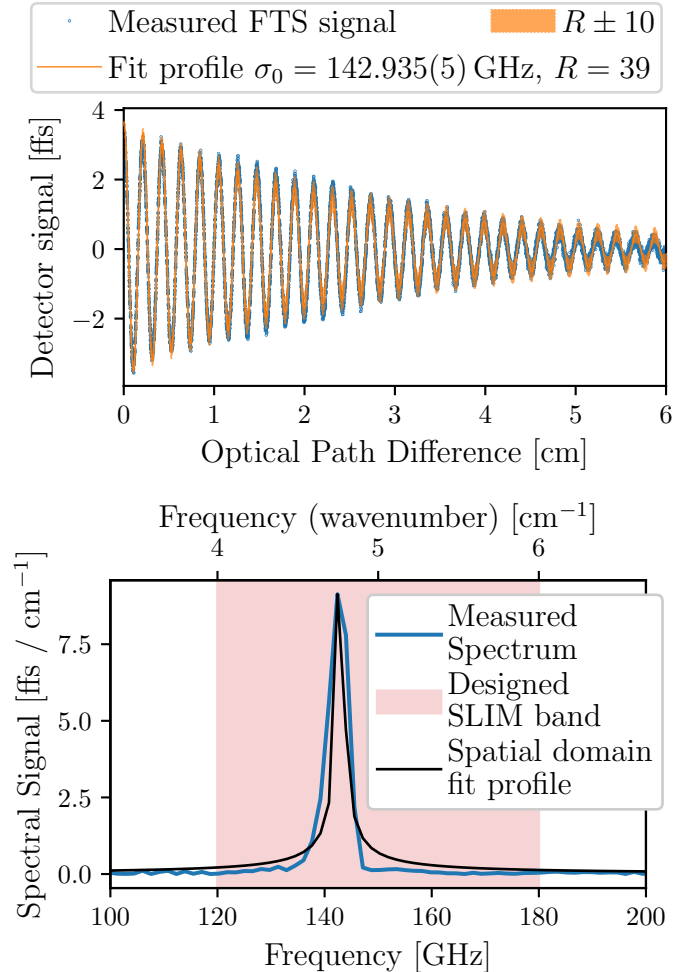 Measured FTS signal
R ± 10
Fit profile σ₀ = 142.935(5) GHz, R = 39
4
2
0
−2
Detector signal [ffs]
0 1 2 3 4 5 6
Optical Path Difference [cm]
Frequency (wavenumber) [cm⁻¹]
4 5 6
7.5
5.0
2.5
0.0
Spectral Signal [ffs / cm⁻¹]
Measured
Spectrum
Designed
SLIM band
Spatial domain
fit profile
100 120 140 160 180 200
Frequency [GHz]